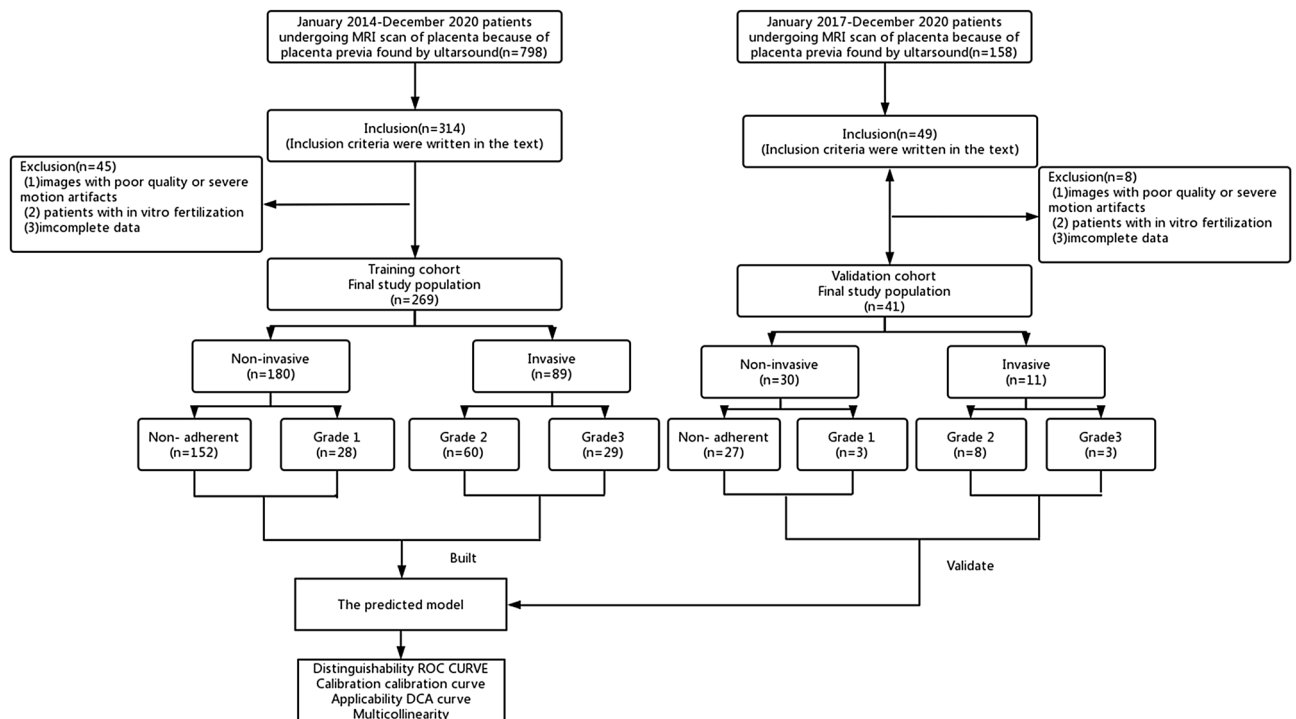 January 2014-December 2020 patients
undergoing MRI scan of placenta because of
placenta previa found by ultarsound(n=798)
Inclusion(n=314)
(Inclusion criteria were written in the text)
Exclusion(n=45)
(1)images with poor quality or severe
motion artifacts
(2) patients with in vitro fertilization
(3)imcomplete data
Training cohort
Final study population
(n=269)
Non-invasive
(n=180)
Invasive
(n=89)
Non- adherent
(n=152)
Grade 1
(n=28)
Grade 2
(n=60)
Grade3
(n=29)
January 2017-December 2020 patients
undergoing MRI scan of placenta because of
placenta previa found by ultarsound(n=158)
Inclusion(n=49)
(Inclusion criteria were written in the text)
Exclusion(n=8)
(1)images with poor quality or severe
motion artifacts
(2) patients with in vitro fertilization
(3)imcomplete data
Validation cohort
Final study population
(n=41)
Non-invasive
(n=30)
Invasive
(n=11)
Non- adherent
(n=27)
Grade 1
(n=3)
Grade 2
(n=8)
Grade3
(n=3)
Built
Validate
The predicted model
Distinguishability ROC CURVE
Calibration calibration curve
Applicability DCA curve
Multicollinearity